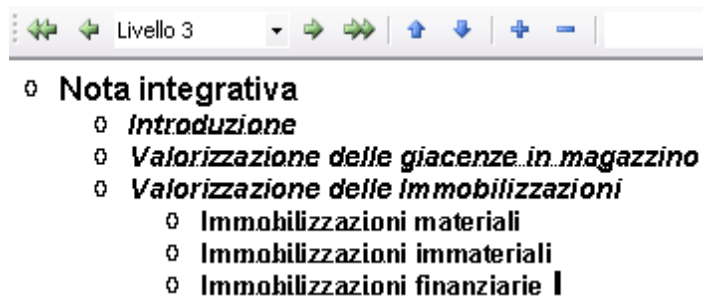 Livello 3
Nota integrativa
Introduzione
Valorizzazione delle giacenze in magazzino
Valorizzazione delle Immobilizzazioni
Immobilizzazioni materiali
Immobilizzazioni immateriali
Immobilizzazioni finanziarie